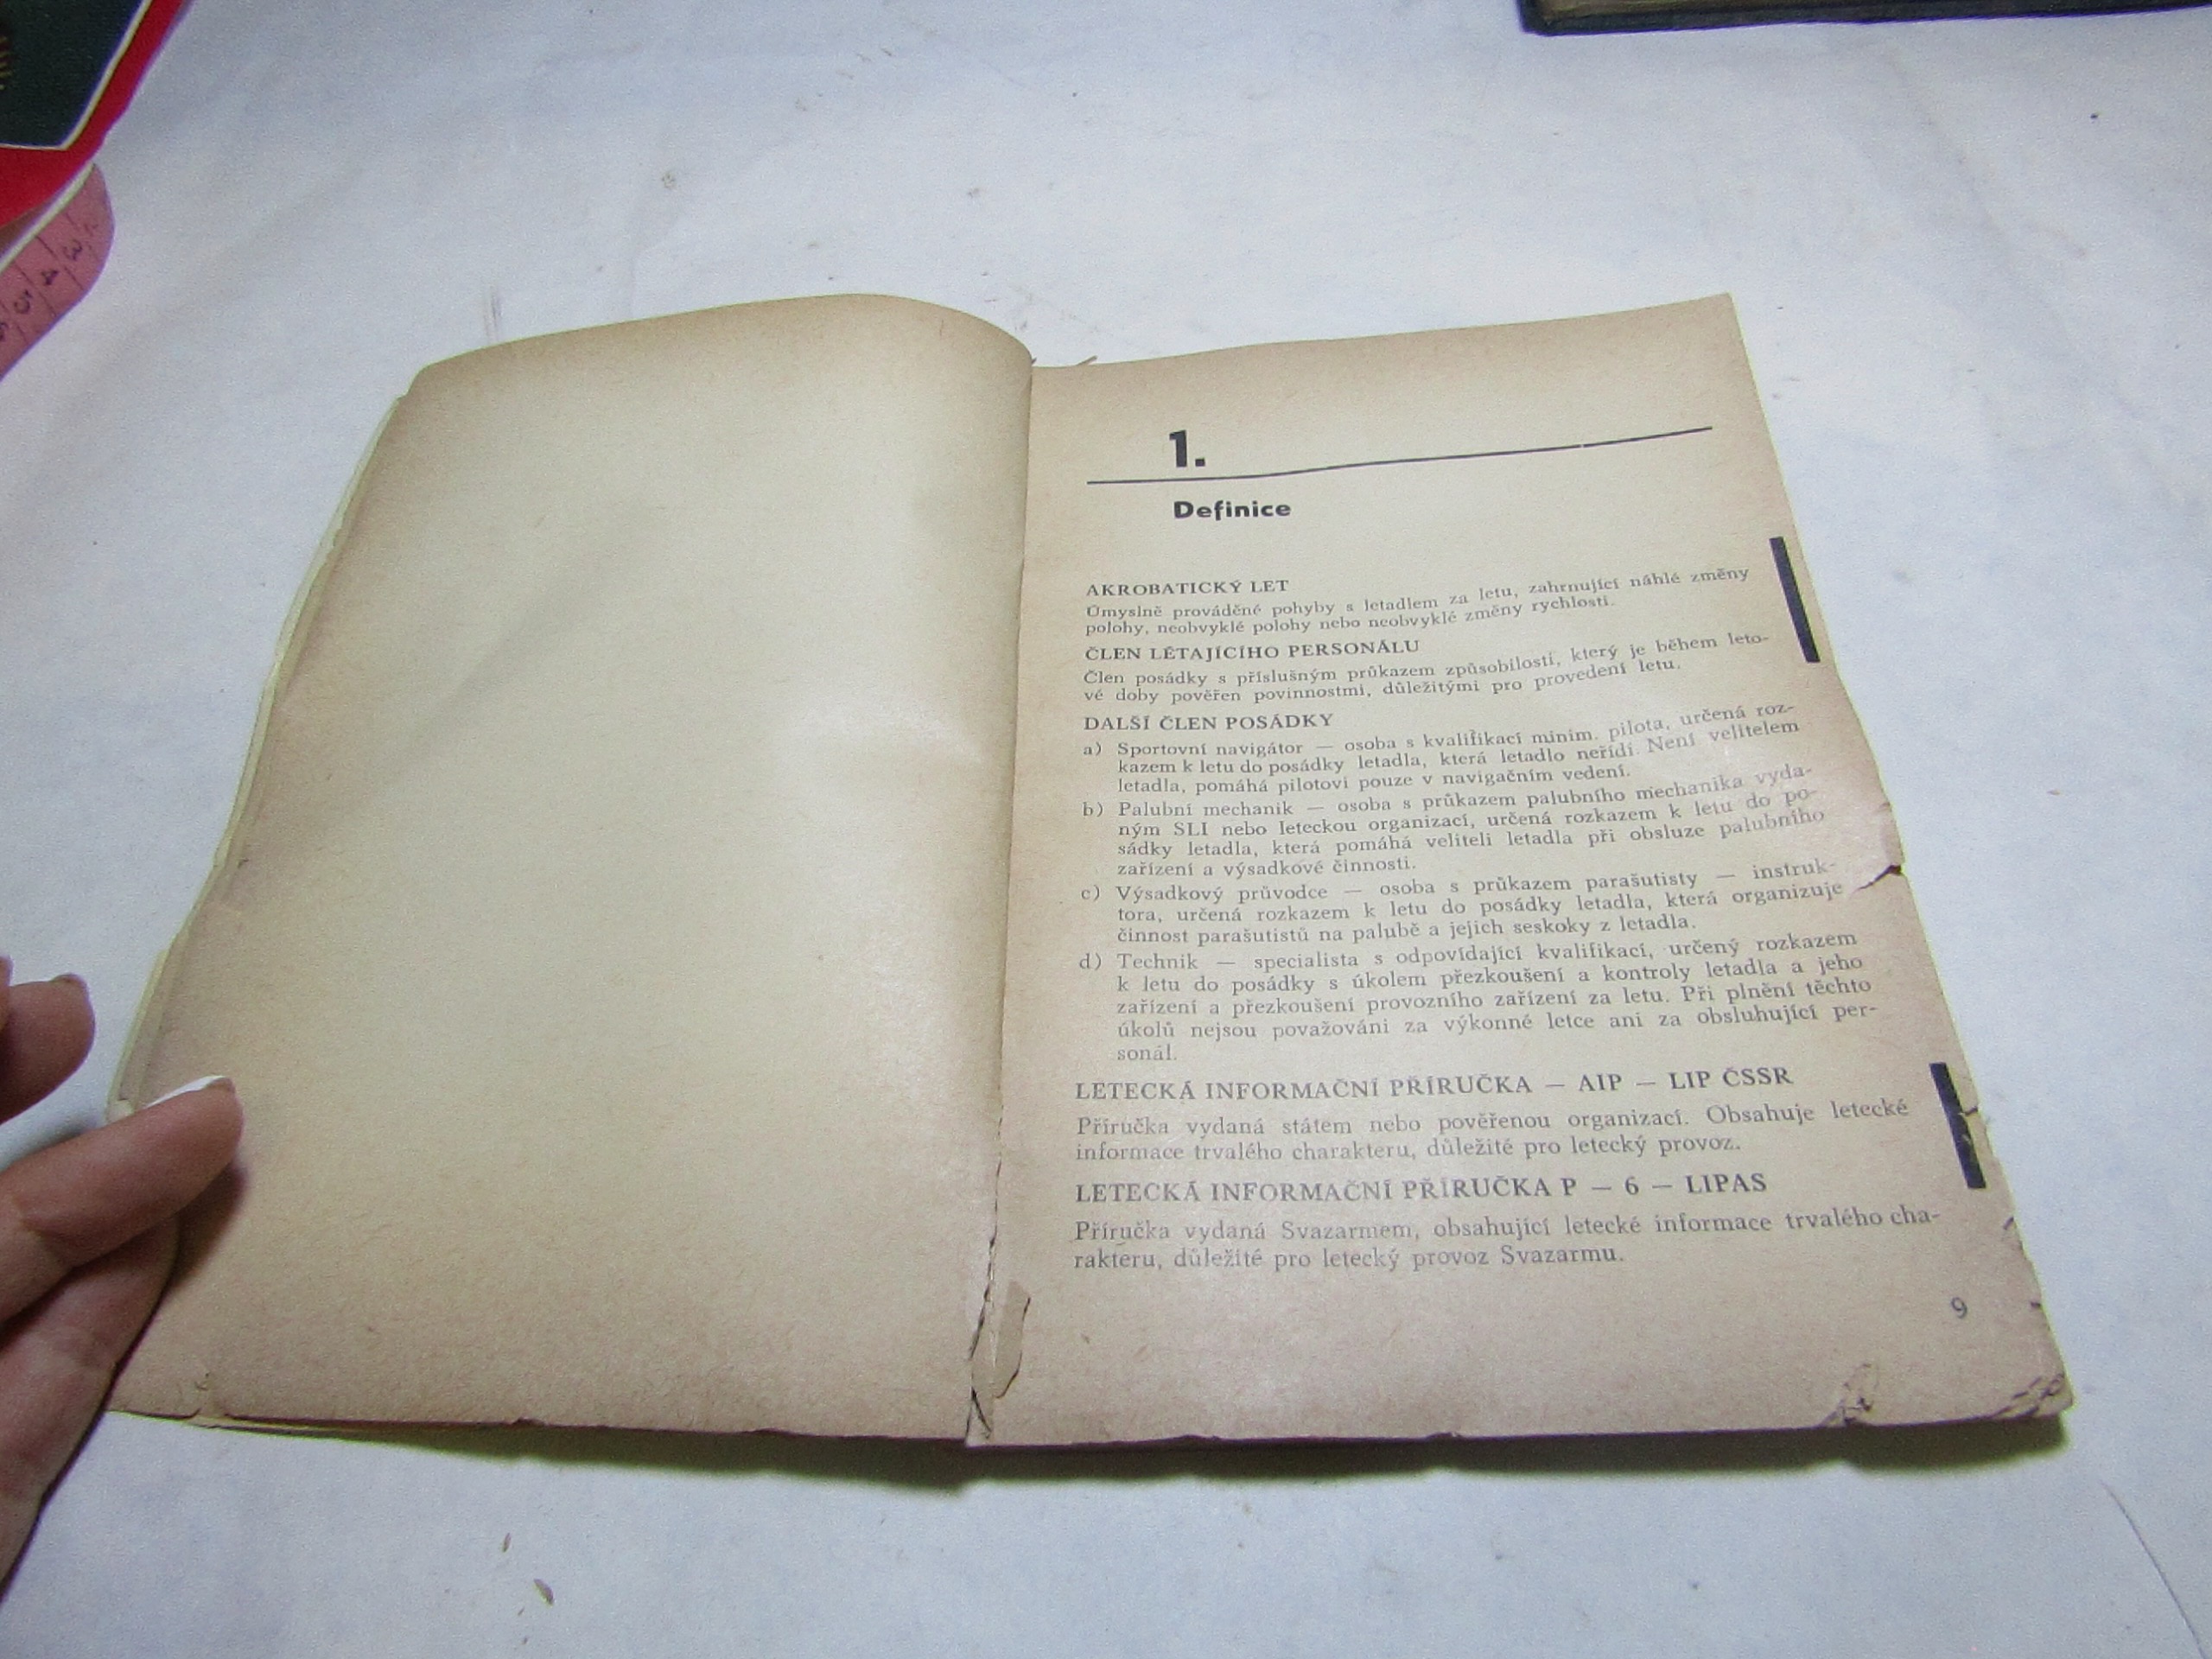 1.
Definice
AKROBATICKÝ LET
Úmyslně prováděné pohyby s letadlem za letu, zahrnující náhlé změny
polohy, neobvyklé polohy nebo neobvyklé změny rychlosti.
ČLEN LÉTAJÍCÍHO PERSONÁLU
Člen posádky s příslušným průkazem způsobilosti, který je během leto-
vé doby pověřen povinnostmi, důležitými pro provedení letu.
DALŠÍ ČLEN POSÁDKY
a) Sportovní navigátor — osoba s kvalifikací minim. pilota, určená roz-
kazem k letu do posádky letadla, která letadlo neřídí. Není velitelem
letadla, pomáhá pilotovi pouze v navigačním vedení.
b) Palubní mechanik — osoba s průkazem palubního mechanika vyda-
ným SLI nebo leteckou organizací, určená rozkazem k letu do po-
sádky letadla, která pomáhá veliteli letadla při obsluze palubního
zařízení a výsadkové činnosti.
c) Výsadkový průvodce — osoba s průkazem parašutisty — instruk-
tora, určená rozkazem k letu do posádky letadla, která organizuje
činnost parašutistů na palubě a jejich seskoky z letadla.
d) Technik — specialista s odpovídající kvalifikací, určený rozkazem
k letu do posádky s úkolem přezkoušení a kontroly letadla a jeho
zařízení a přezkoušení provozního zařízení za letu. Při plnění těchto
úkolů nejsou považováni za výkonné letce ani za obsluhující per-
sonál.
LETECKÁ INFORMAČNÍ PŘÍRUČKA — AIP — LIP ČSSR
Příručka vydaná státem nebo pověřenou organizací. Obsahuje letecké
informace trvalého charakteru, důležité pro letecký provoz.
LETECKÁ INFORMAČNÍ PŘÍRUČKA P — 6 — LIPAS
Příručka vydaná Svazarmem, obsahující letecké informace trvalého cha-
rakteru, důležité pro letecký provoz Svazarmu.
9
3
4
5